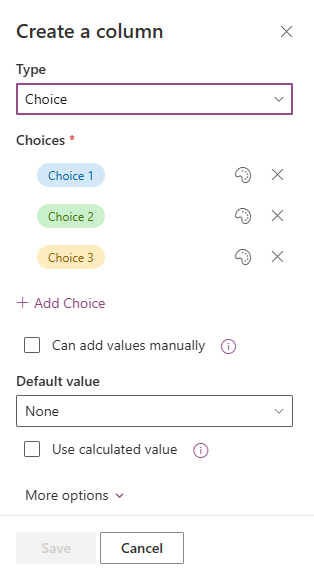 Create a column
Type
Choice
Choices *
Choice 1
Choice 2
Choice 3
+ Add Choice
Can add values manually
Default value
None
Use calculated value
More options
Save
Cancel